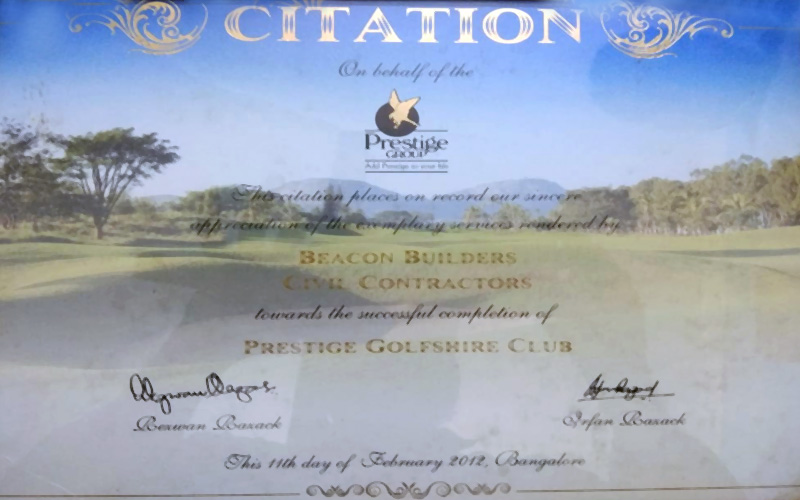 CITATION
On behalf of the
Prestige
GROUP
Add Prestige to your life
This citation places on record our sincere
appreciation of the exemplary services rendered by
BEACON BUILDERS
CIVIL CONTRACTORS
towards the successful completion of
PRESTIGE GOLFSHIRE CLUB
Rezwan Razack
Irfan Razack
This 11th day of February 2012, Bangalore